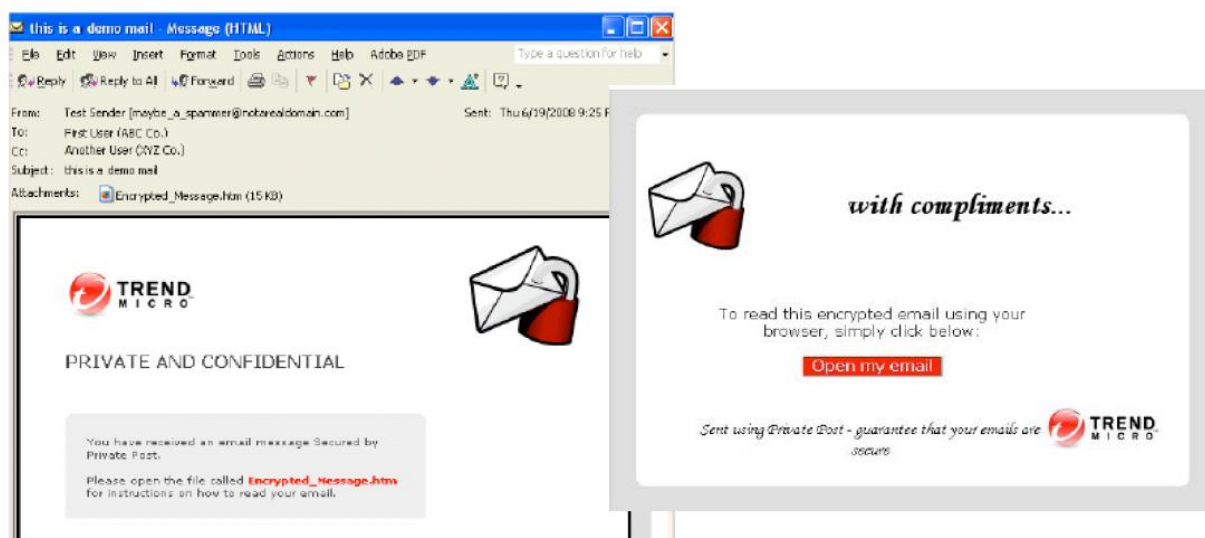 this is a demo mail - Message (HTML)
File Edit View Insert Format Tools Actions Help Adobe PDF Type a question for help
Reply Reply to All Forward
From: Test Sender [maybe_a_spammer@notarealdomain.com] Sent: Thu 6/19/2008 9:25 P
To: First User (ABC Co.)
Cc: Another User (XYZ Co.)
Subject: this is a demo mail
Attachments: Encrypted_Message.htm (15 KB)
TREND
MICRO
PRIVATE AND CONFIDENTIAL
You have received an email message Secured by
Private Post.
Please open the file called Encrypted_Message.htm
for instructions on how to read your email.
with compliments...
To read this encrypted email using your
browser, simply click below:
Open my email
Sent using Private Post - guarantee that your emails are
secure
TREND
MICRO